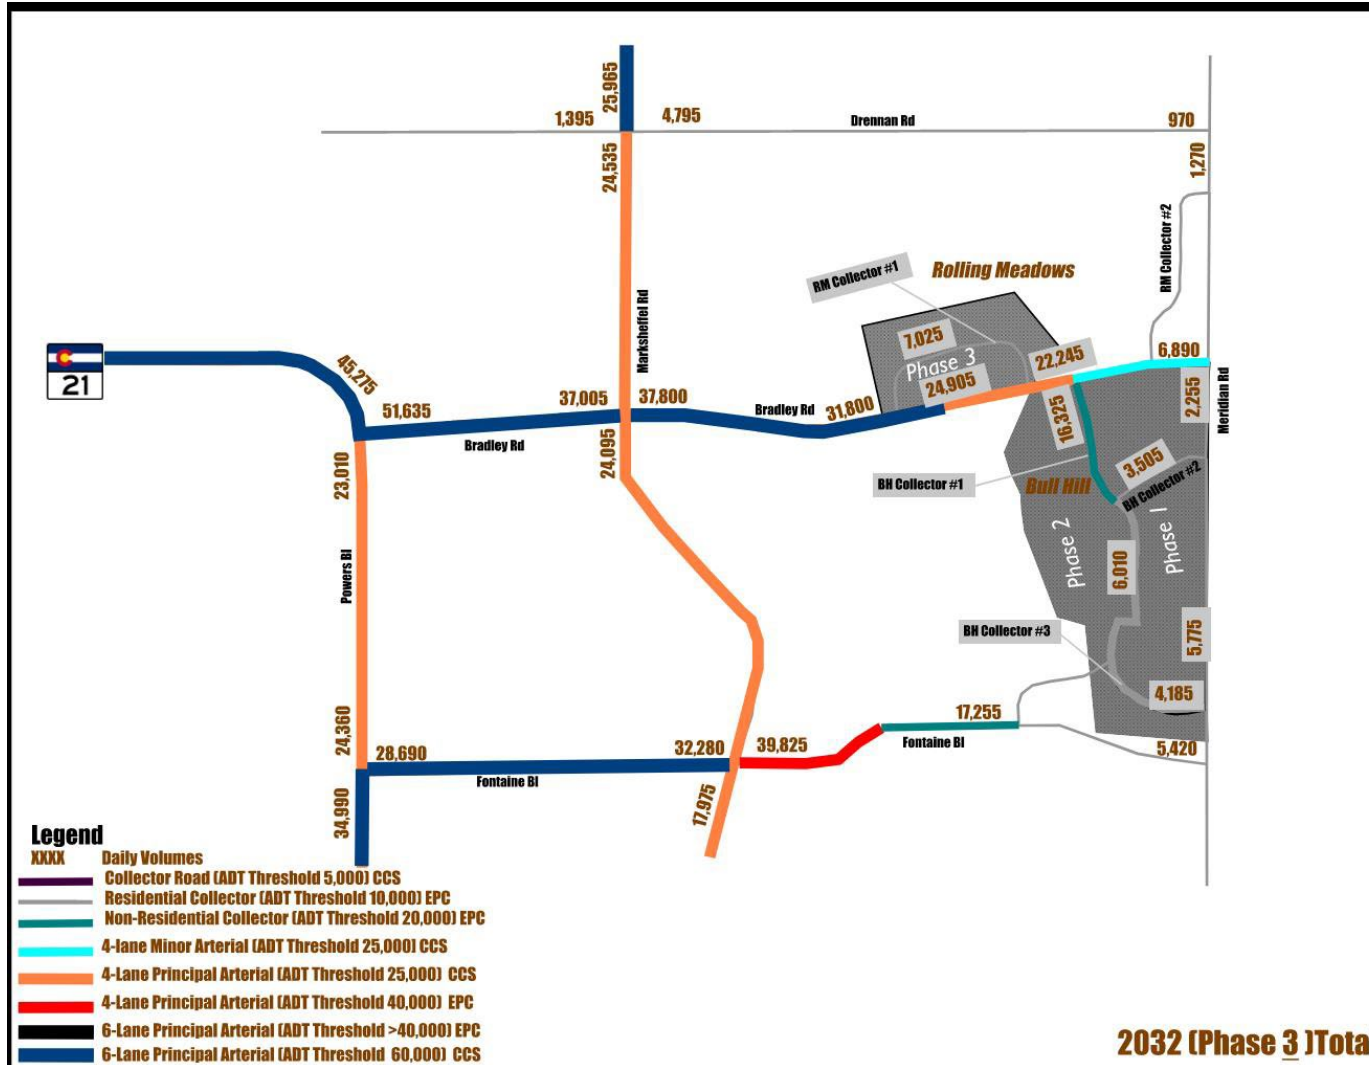 25,965
1,395
4,795
Drennan Rd
970
24,535
1,270
RM Collector #2
RM Collector #1
Rolling Meadows
Marksheffel Rd
21
45,275
7,025
Phase 3
22,245
6,890
24,905
2,255
Meridian Rd
51,635
37,005
37,800
Bradley Rd
31,800
Bradley Rd
16,325
24,095
23,010
3,505
BH Collector #1
Bull Hill
BH Collector #2
Phase 2
Phase 1
Powers Bl
6,010
BH Collector #3
5,775
4,185
24,360
28,690
32,280
39,825
17,255
Fontaine Bl
5,420
Fontaine Bl
34,990
17,975
Legend
XXXX Daily Volumes
Collector Road (ADT Threshold 5,000) CCS
Residential Collector (ADT Threshold 10,000) EPC
Non-Residential Collector (ADT Threshold 20,000) EPC
4-lane Minor Arterial (ADT Threshold 25,000) CCS
4-Lane Principal Arterial (ADT Threshold 25,000) CCS
4-Lane Principal Arterial (ADT Threshold 40,000) EPC
6-Lane Principal Arterial (ADT Threshold >40,000) EPC
6-Lane Principal Arterial (ADT Threshold 60,000) CCS
2032 (Phase 3 )Tota